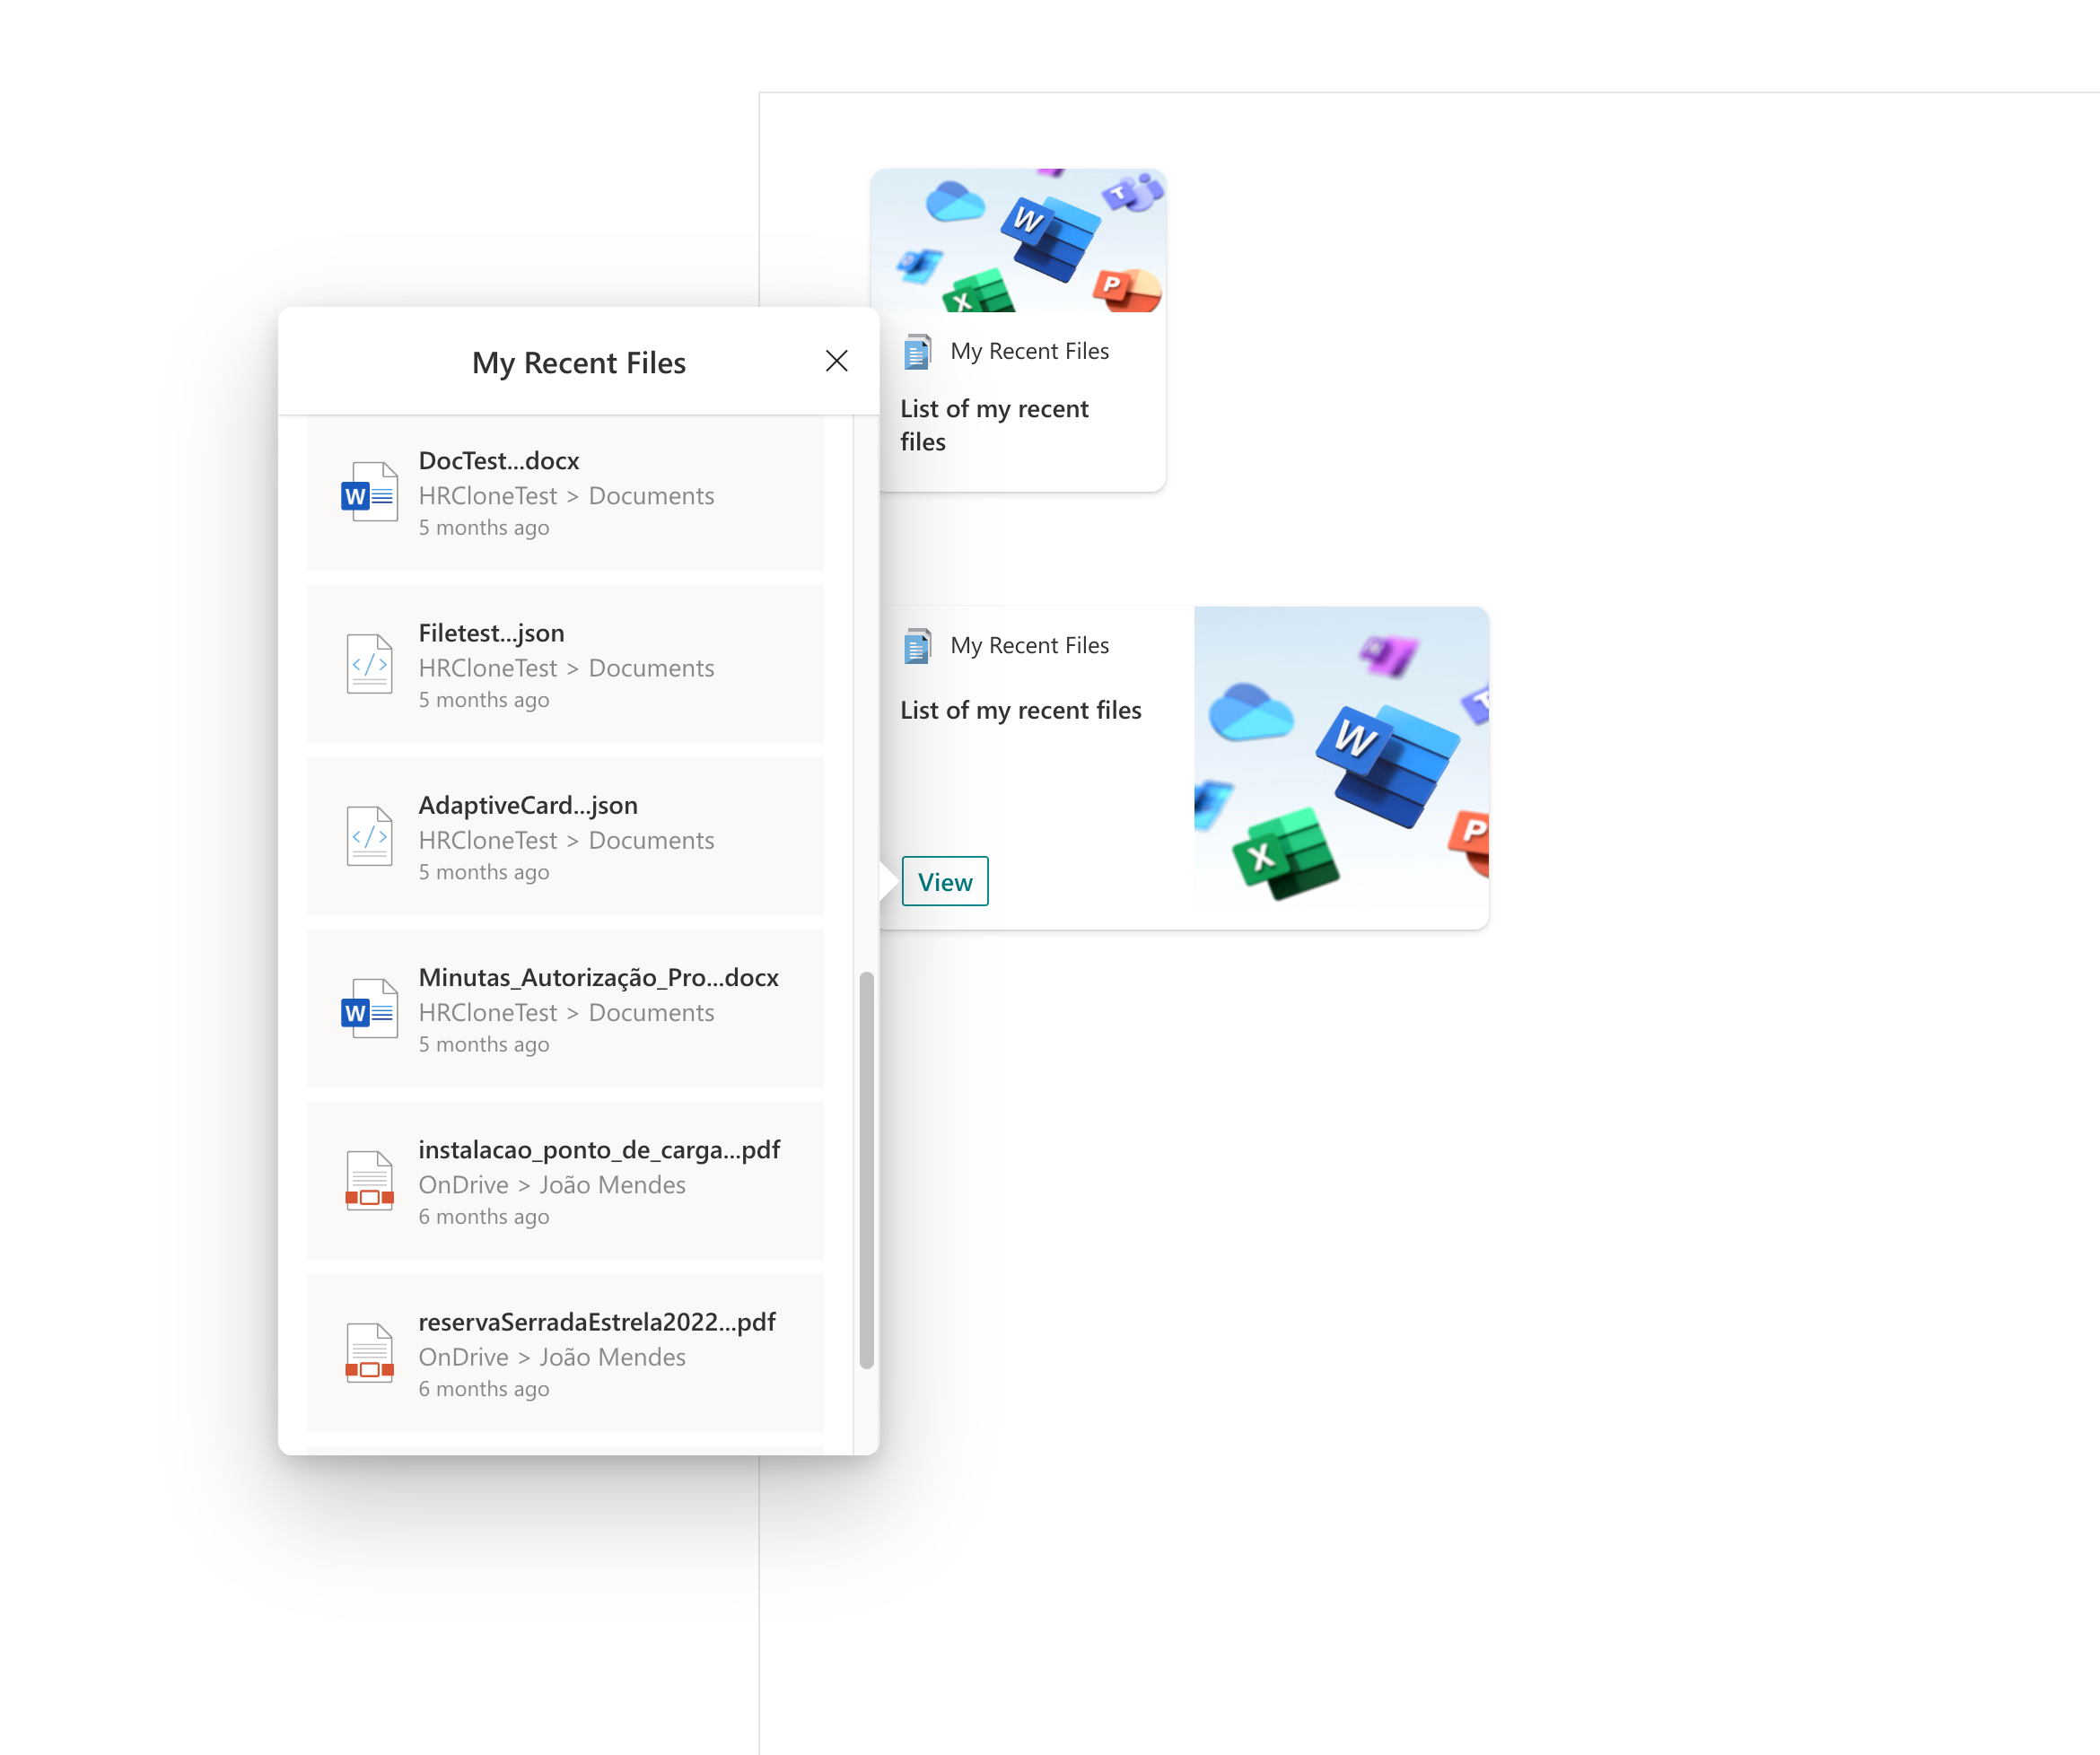 My Recent Files
DocTest...docx
HRCloneTest > Documents
5 months ago
Filetest...json
HRCloneTest > Documents
5 months ago
AdaptiveCard...json
HRCloneTest > Documents
5 months ago
Minutas_Autorização_Pro...docx
HRCloneTest > Documents
5 months ago
instalacao_ponto_de_carga...pdf
OnDrive > João Mendes
6 months ago
reservaSerradaEstrela2022...pdf
OnDrive > João Mendes
6 months ago
My Recent Files
List of my recent
files
My Recent Files
List of my recent files
View